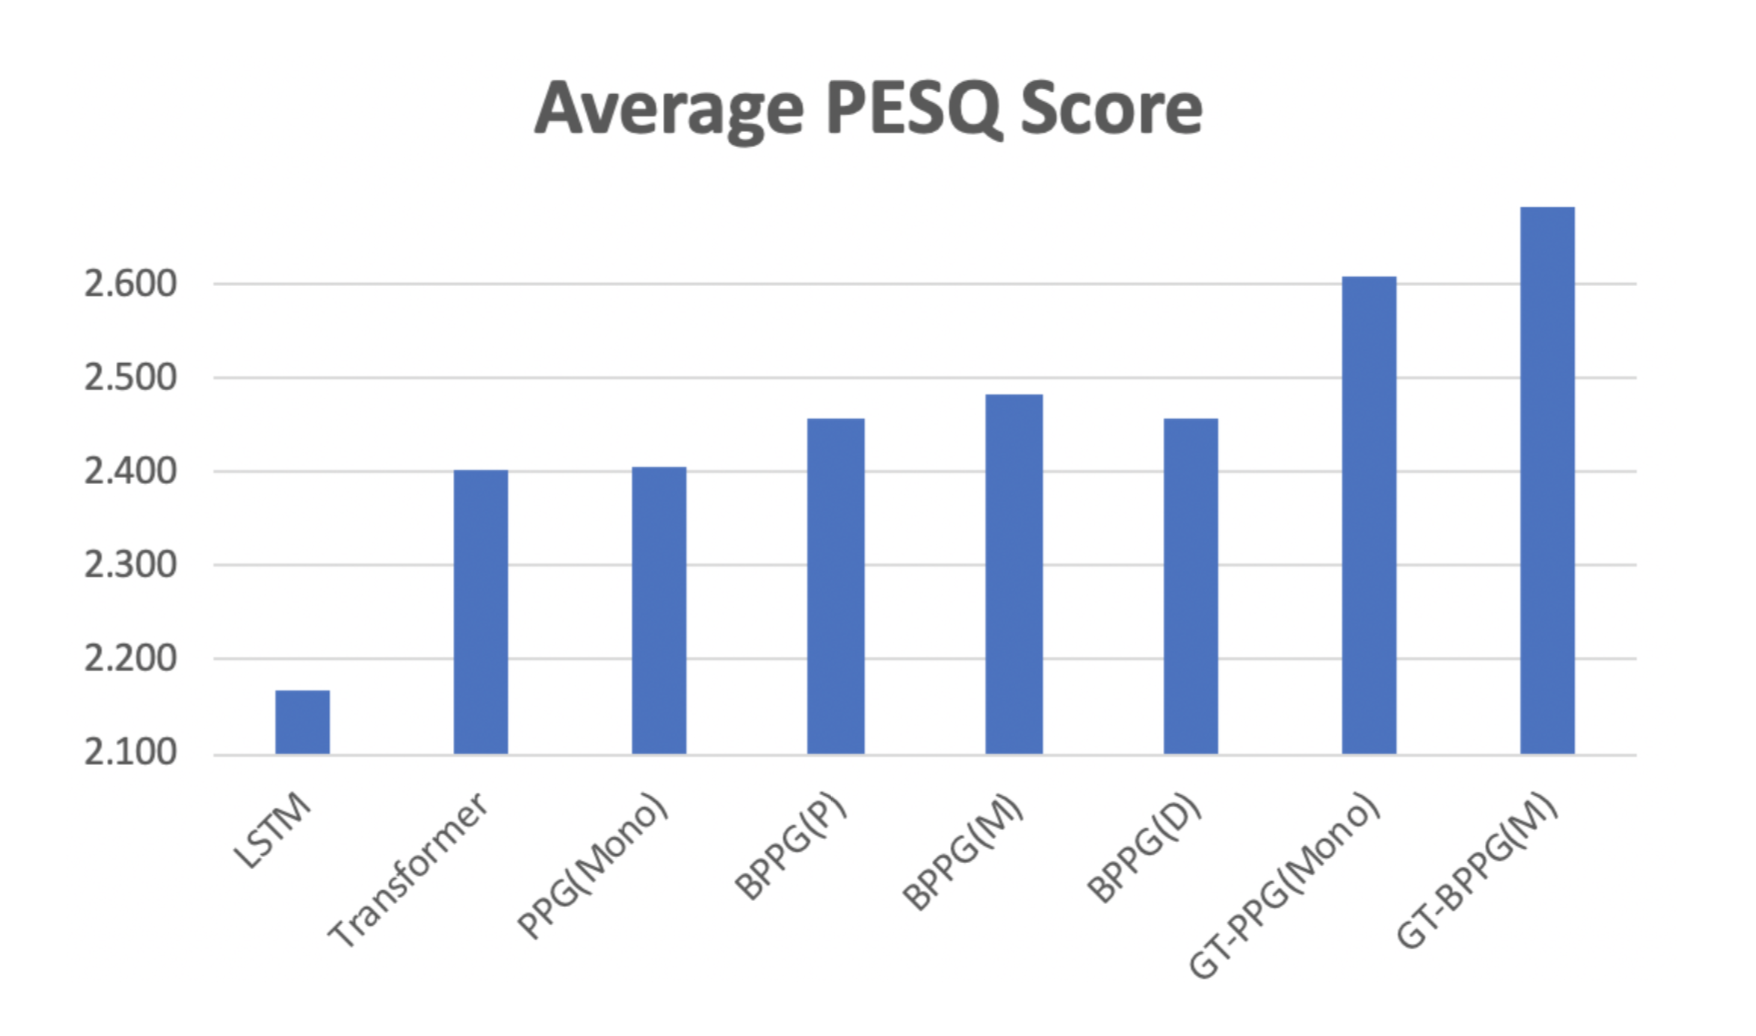 Average PESQ Score
2.600
2.500
2.400
2.300
2.200
2.100
LSTM
Transformer
PPG(Mono)
BPPG(P)
BPPG(M)
BPPG(D)
GT-PPG(Mono)
GT-BPPG(M)